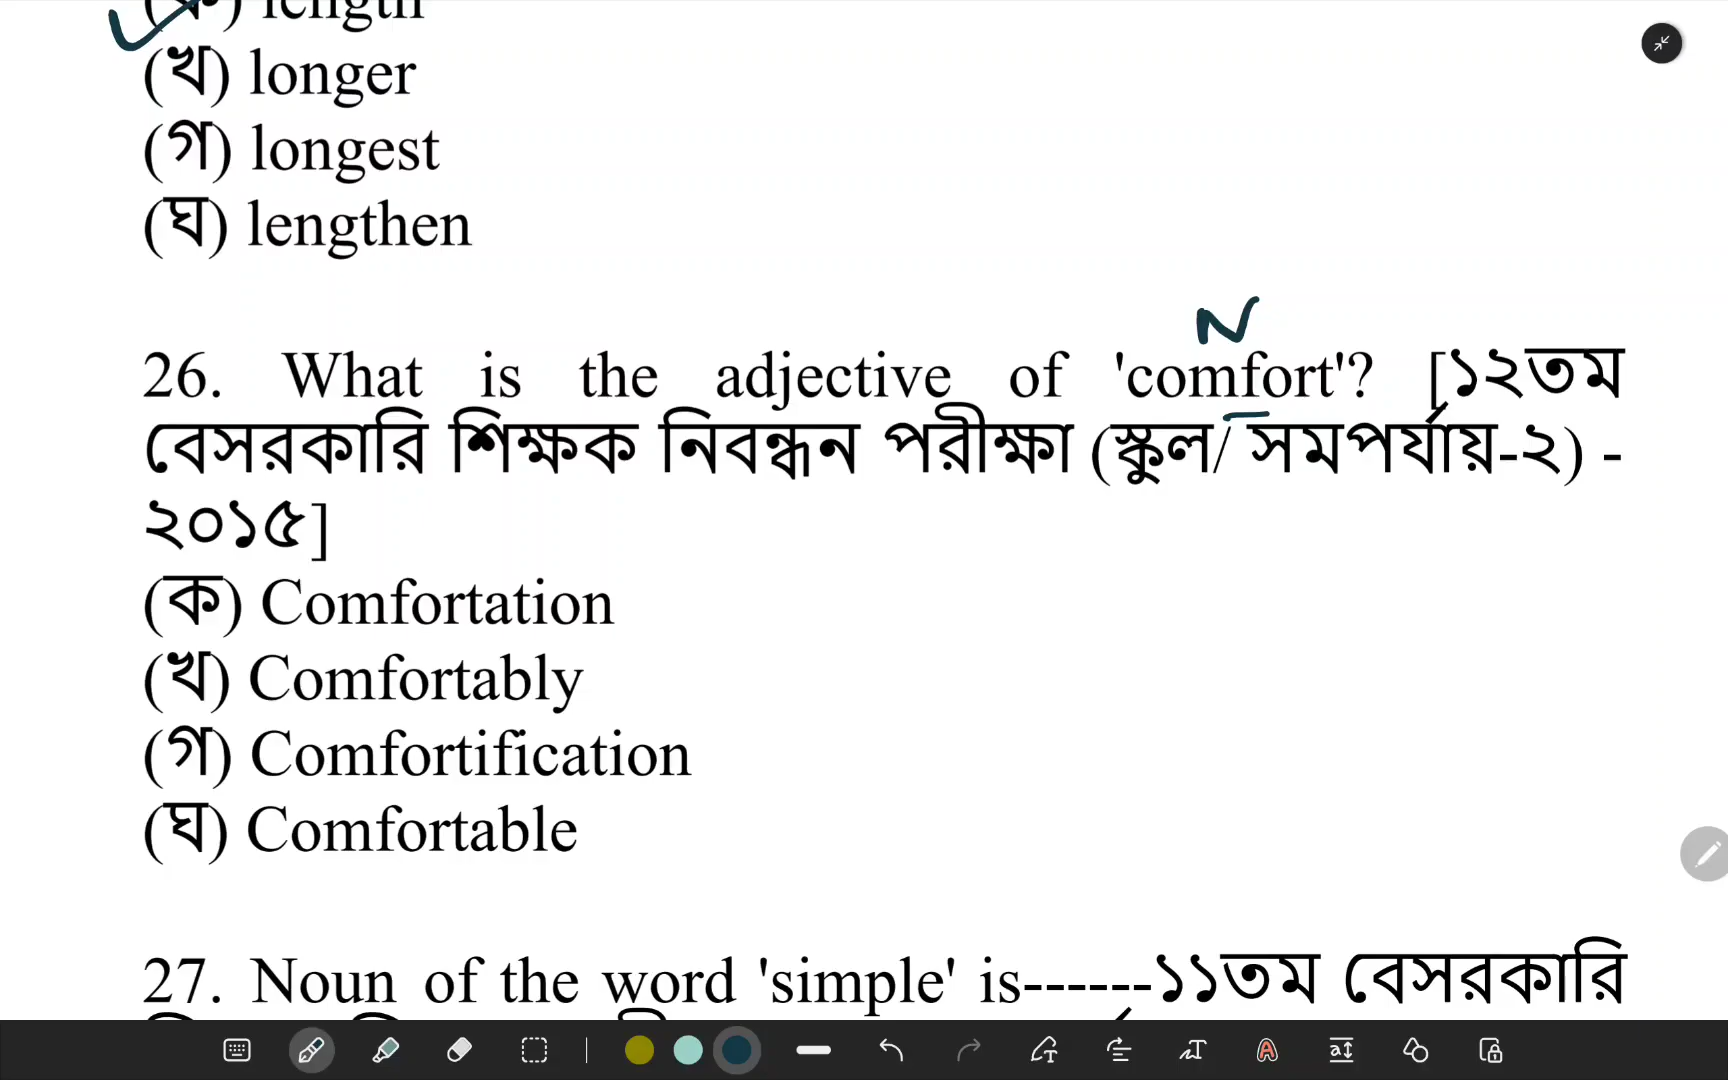 (ক) length
(খ) longer
(গ) longest
(ঘ) lengthen
N
26. What is the adjective of 'comfort'? [১২তম
বেসরকারি শিক্ষক নিবন্ধন পরীক্ষা (স্কুল/ সমপর্যায়-২) -
২০১৫]
(ক) Comfortation
(খ) Comfortably
(গ) Comfortification
(ঘ) Comfortable
27. Noun of the word 'simple' is------১১তম বেসরকারি